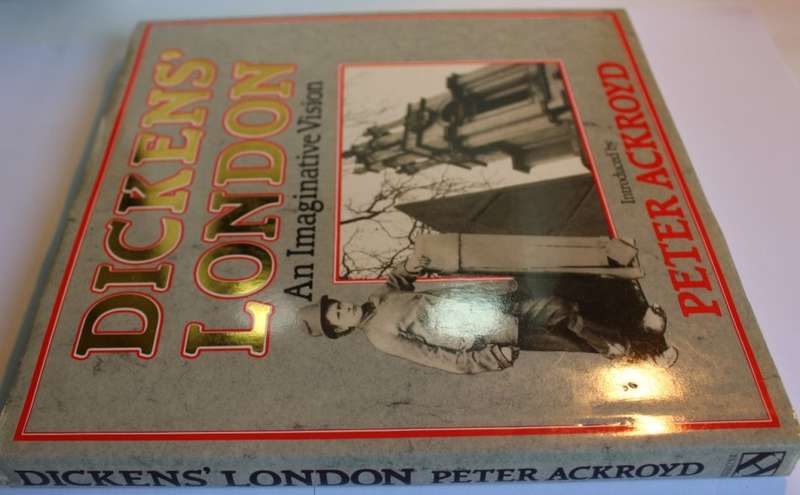 DICKENS'
LONDON
An Imaginative Vision
Introduced by
PETER ACKROYD
DICKENS' LONDON PETER ACKROYD